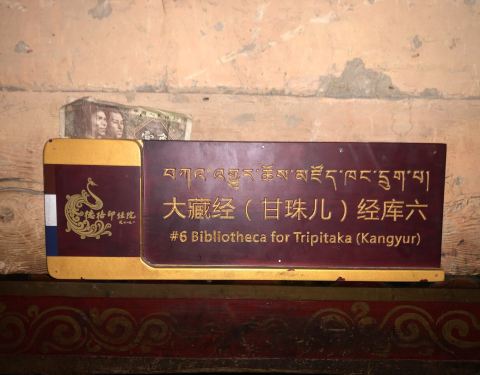 བཀའ་འགྱུར་ཆོས་མཛོད་ཁང་དྲུག་པ།
大藏经（甘珠儿）经库六
#6 Bibliotheca for Tripitaka (Kangyur)
德格印经院